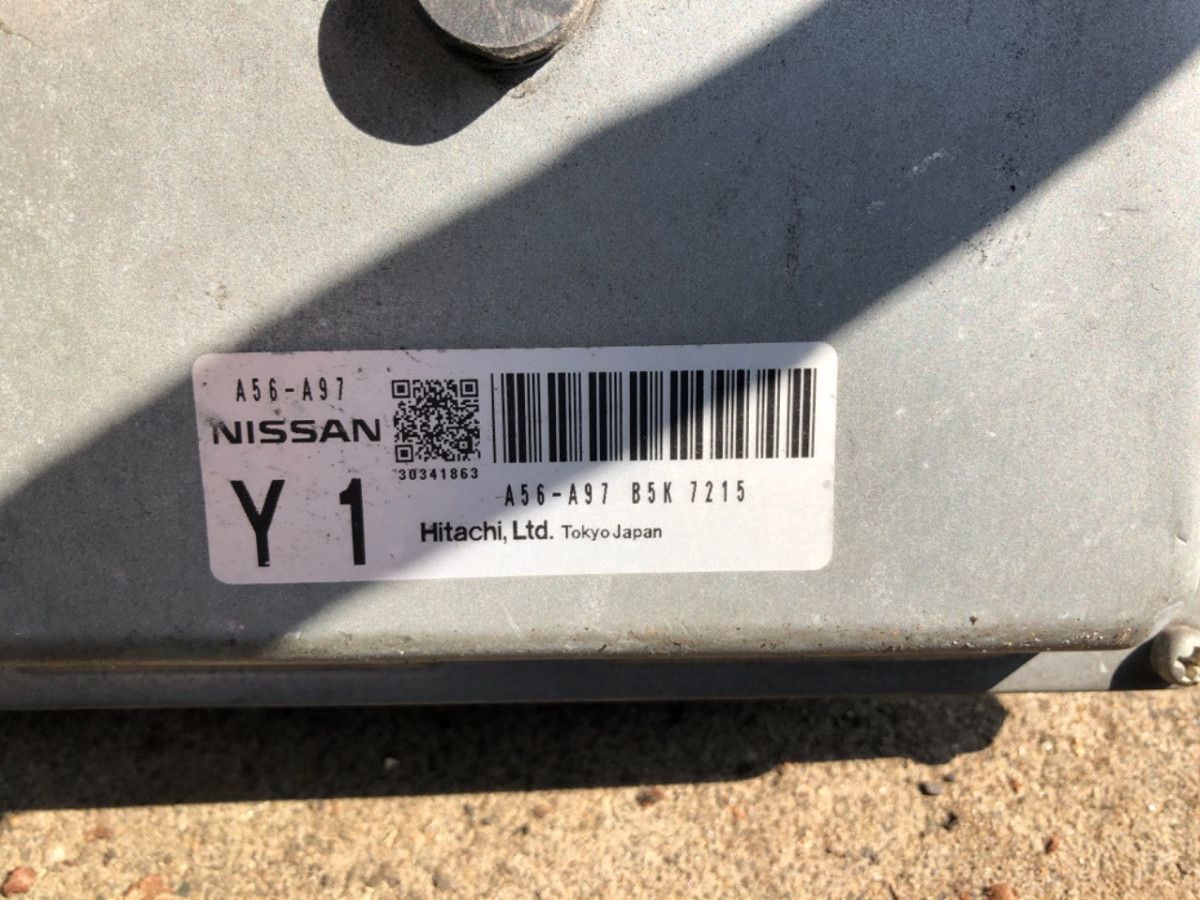 A56-A97
NISSAN
30341863
Y 1
A56-A97 B5K 7215
Hitachi, Ltd. Tokyo Japan